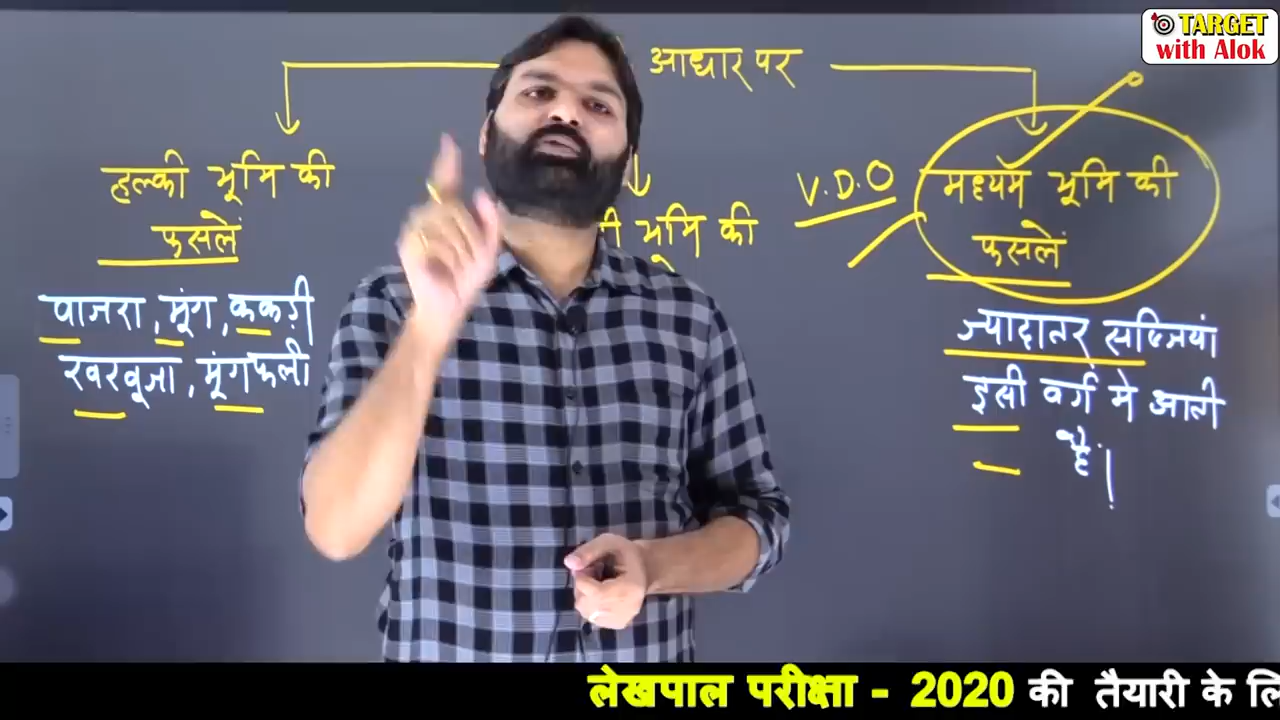 TARGET
with Alok
आधार पर
हल्की भूमि की
फसलें
बाजरा, मूंग, ककड़ी
खरबूजा, मूंगफली
भूमि की
V.D.O
मध्यम भूमि की
फसलें
ज्यादातर सब्जियां
इसी वर्ग मे आती
हैं।
लेखपाल परीक्षा - 2020 की तैयारी के लि